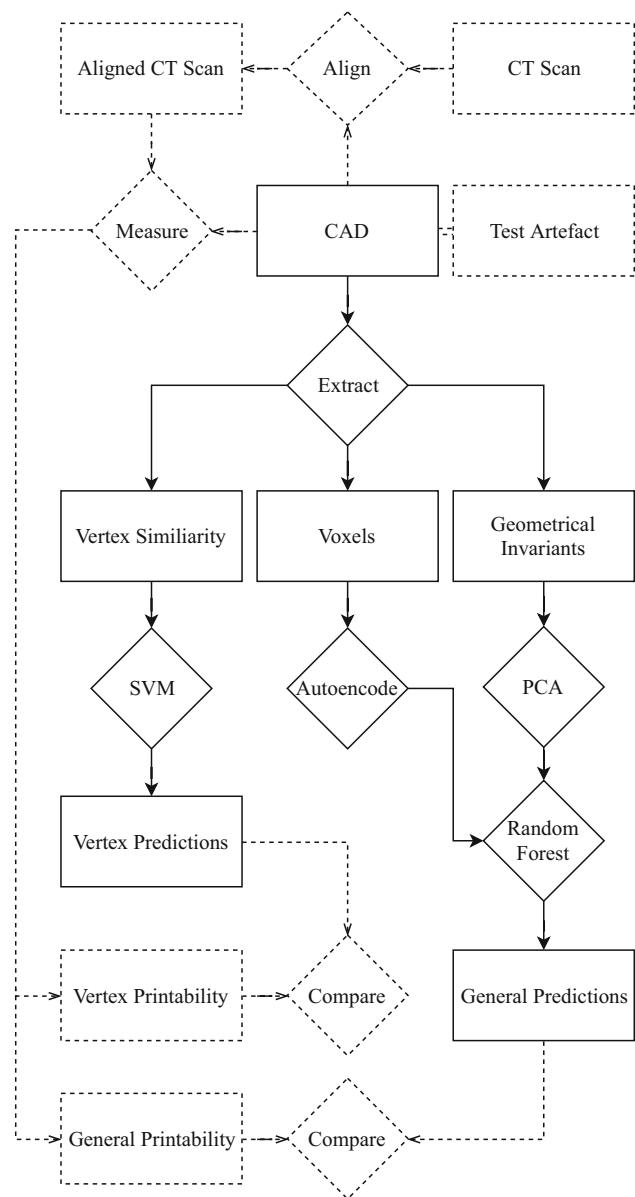 Aligned CT Scan
Align
CT Scan
Measure
CAD
Test Artefact
Extract
Vertex Similiarity
Voxels
Geometrical
Invariants
SVM
Autoencode
PCA
Vertex Predictions
Random
Forest
Vertex Printability
Compare
General Predictions
General Printability
Compare